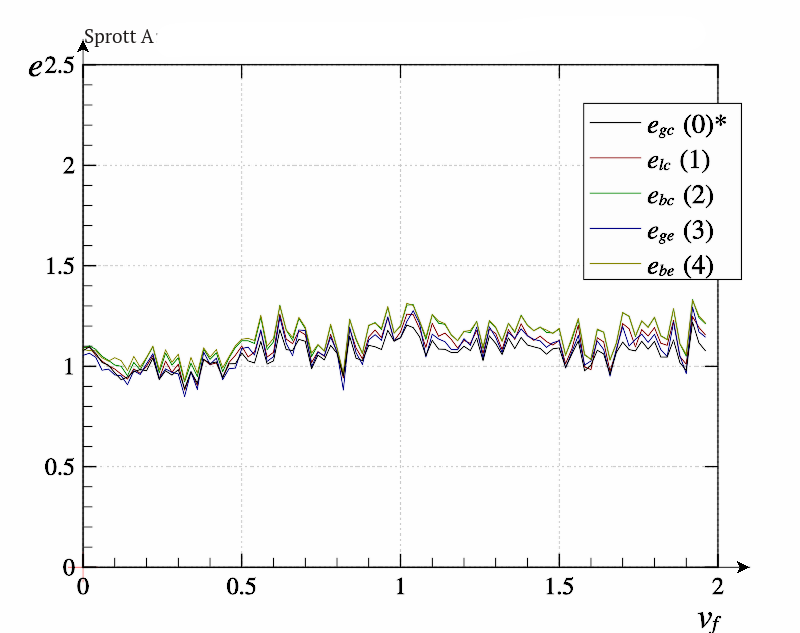 Sprott A
e
2.5
2
1.5
1
0.5
0
e_gc (0)*
e_lc (1)
e_bc (2)
e_ge (3)
e_be (4)
0 0.5 1 1.5 2
v_f